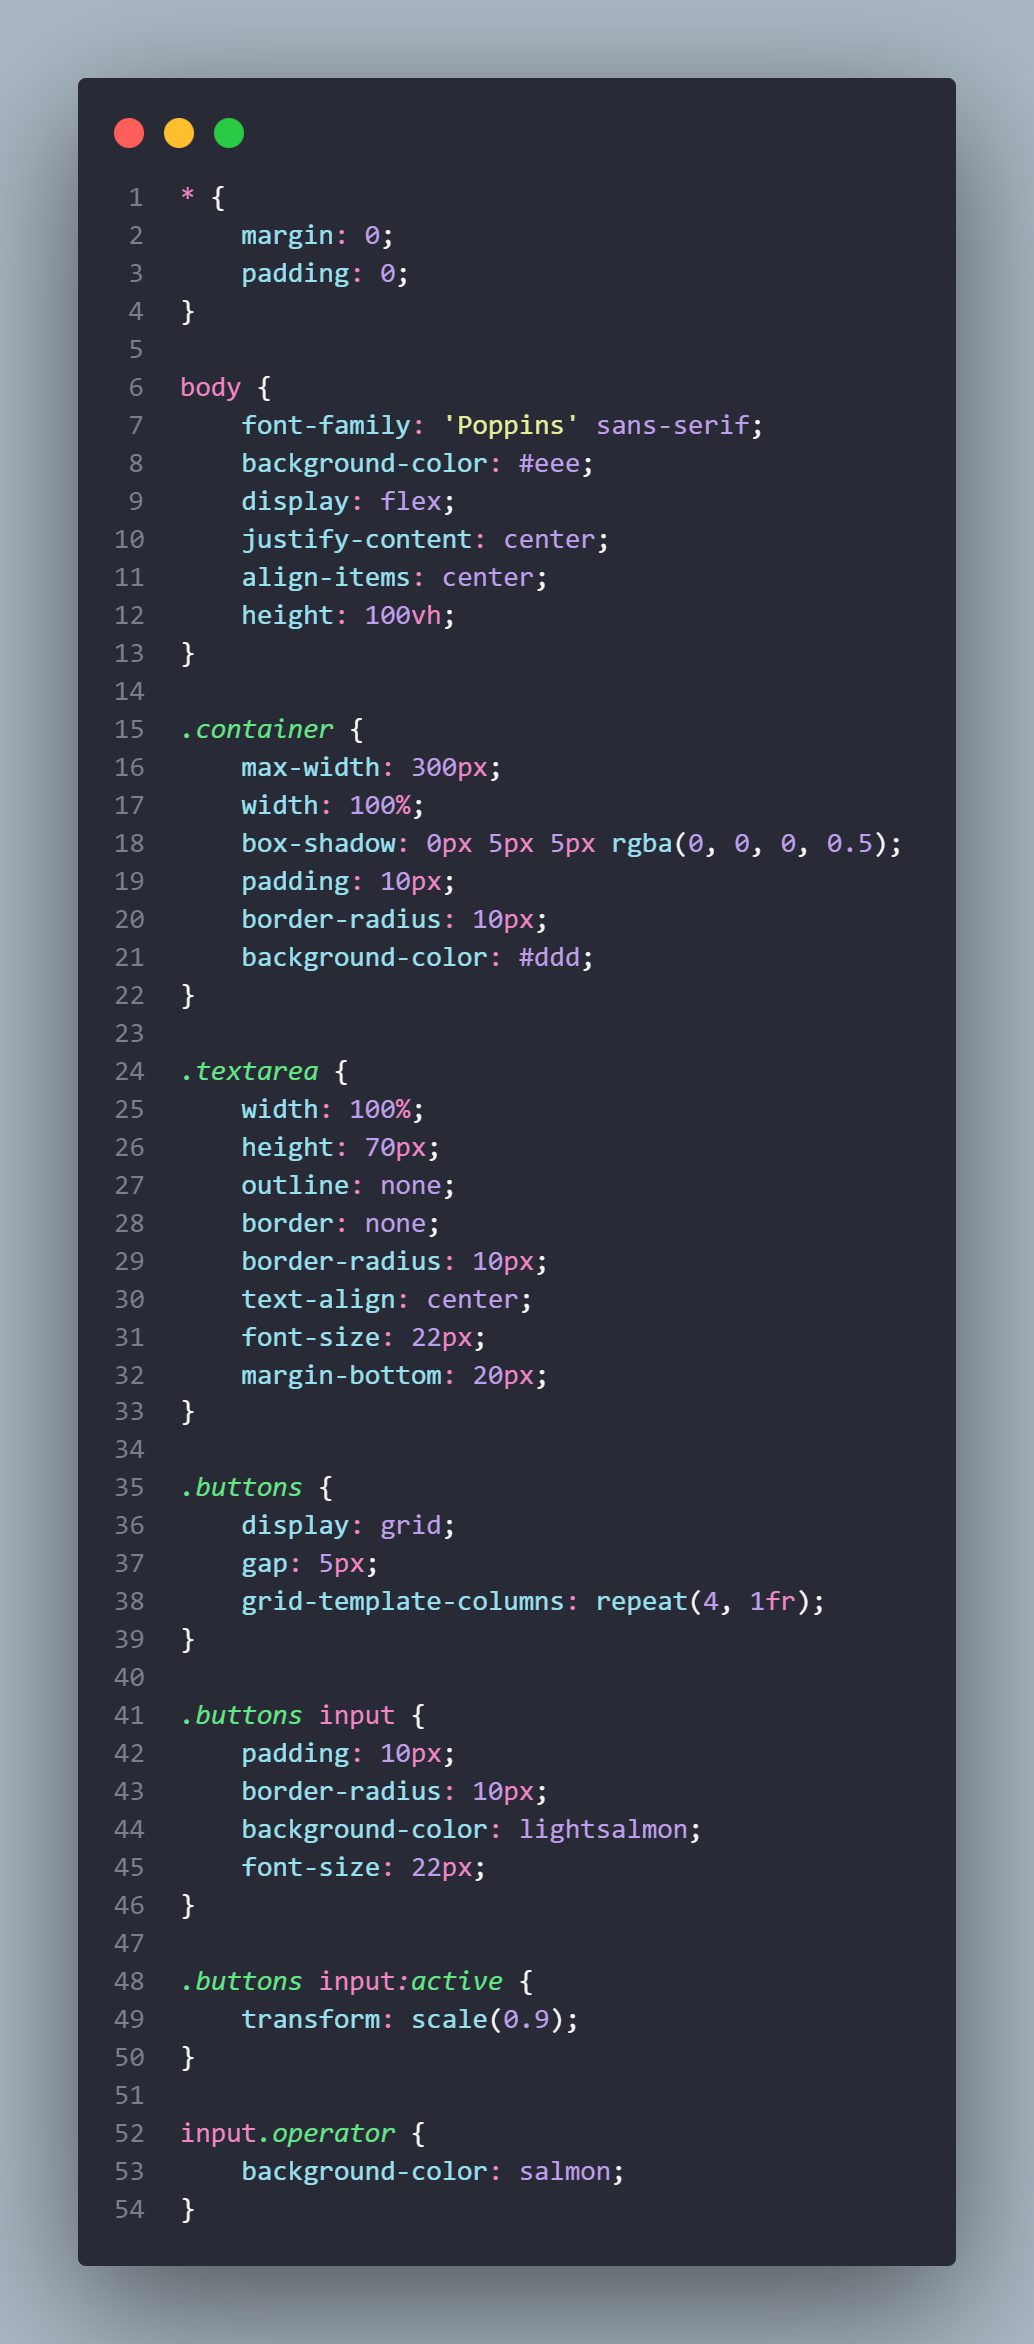 1 * {
2     margin: 0;
3     padding: 0;
4 }
5
6 body {
7     font-family: 'Poppins' sans-serif;
8     background-color: #eee;
9     display: flex;
10     justify-content: center;
11     align-items: center;
12     height: 100vh;
13 }
14
15 .container {
16     max-width: 300px;
17     width: 100%;
18     box-shadow: 0px 5px 5px rgba(0, 0, 0, 0.5);
19     padding: 10px;
20     border-radius: 10px;
21     background-color: #ddd;
22 }
23
24 .textarea {
25     width: 100%;
26     height: 70px;
27     outline: none;
28     border: none;
29     border-radius: 10px;
30     text-align: center;
31     font-size: 22px;
32     margin-bottom: 20px;
33 }
34
35 .buttons {
36     display: grid;
37     gap: 5px;
38     grid-template-columns: repeat(4, 1fr);
39 }
40
41 .buttons input {
42     padding: 10px;
43     border-radius: 10px;
44     background-color: lightsalmon;
45     font-size: 22px;
46 }
47
48 .buttons input:active {
49     transform: scale(0.9);
50 }
51
52 input.operator {
53     background-color: salmon;
54 }